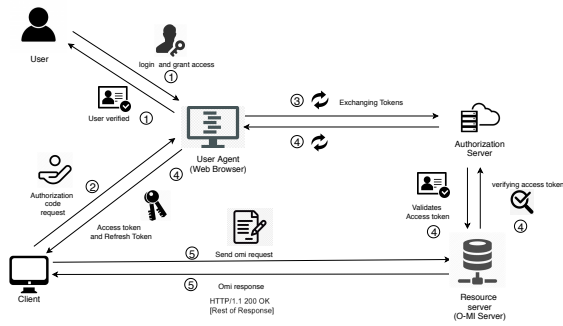 User
login and grant access
①
User verified
①
③
Exchanging Tokens
④
User Agent
(Web Browser)
Authorization
Server
②
④
Authorization
code
request
Access token
and Refresh Token
Validates
Access token
④
verifying access token
④
⑤
Send omi request
⑤
Omi response
HTTP/1.1 200 OK
[Rest of Response]
Client
Resource
server
(O-MI Server)